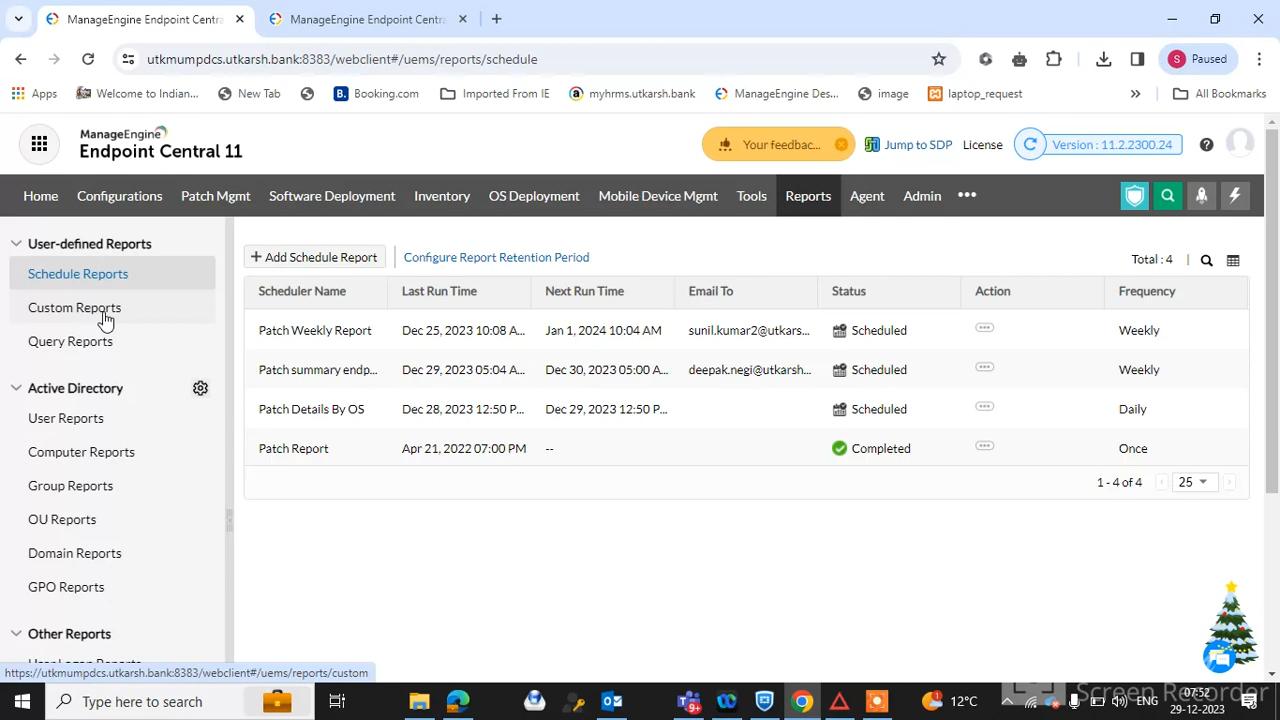 ManageEngine Endpoint Centra
ManageEngine Endpoint Centra
utkmumpdcs.utkarsh.bank:8383/webclient#/uems/reports/schedule
S Paused
Apps
Welcome to Indian...
New Tab
Booking.com
Imported From IE
myhrms.utkarsh.bank
ManageEngine Des...
image
laptop_request
All Bookmarks
ManageEngine
Endpoint Central 11
Your feedbac...
Jump to SDP
License
Version : 11.2.2300.24
Home Configurations Patch Mgmt Software Deployment Inventory OS Deployment Mobile Device Mgmt Tools Reports Agent Admin •••
User-defined Reports
Schedule Reports
Custom Reports
Query Reports
Active Directory
User Reports
Computer Reports
Group Reports
OU Reports
Domain Reports
GPO Reports
Other Reports
User Logon Reports
+ Add Schedule Report
Configure Report Retention Period
Total : 4
Scheduler Name Last Run Time Next Run Time Email To Status Action Frequency
Patch Weekly Report Dec 25, 2023 10:08 A... Jan 1, 2024 10:04 AM sunil.kumar2@utkars... Scheduled Weekly
Patch summary endp... Dec 29, 2023 05:04 A... Dec 30, 2023 05:00 A... deepak.negi@utkarsh... Scheduled Weekly
Patch Details By OS Dec 28, 2023 12:50 P... Dec 29, 2023 12:50 P... Scheduled Daily
Patch Report Apr 21, 2022 07:00 PM -- Completed Once
1 - 4 of 4
25
https://utkmumpdcs.utkarsh.bank:8383/webclient#/uems/reports/custom
Type here to search
9+
12°C
ENG
07:52
29-12-2023
Screen Recorder